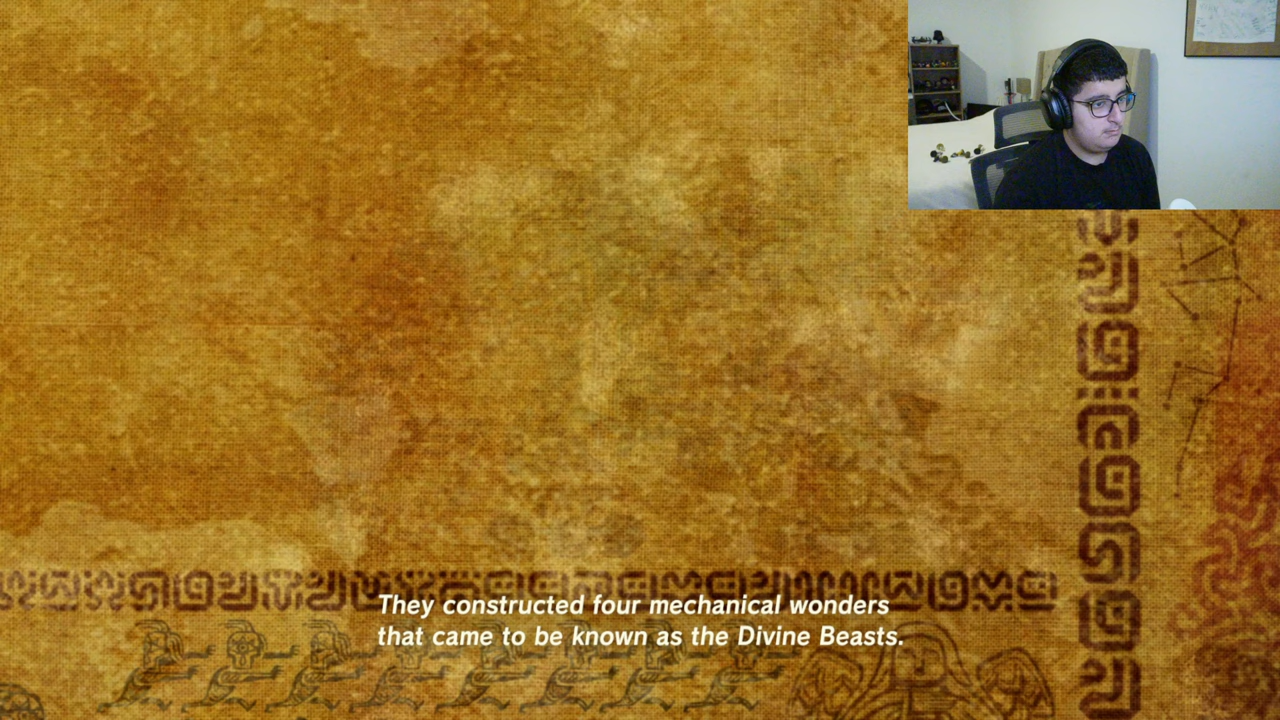 They constructed four mechanical wonders
that came to be known as the Divine Beasts.